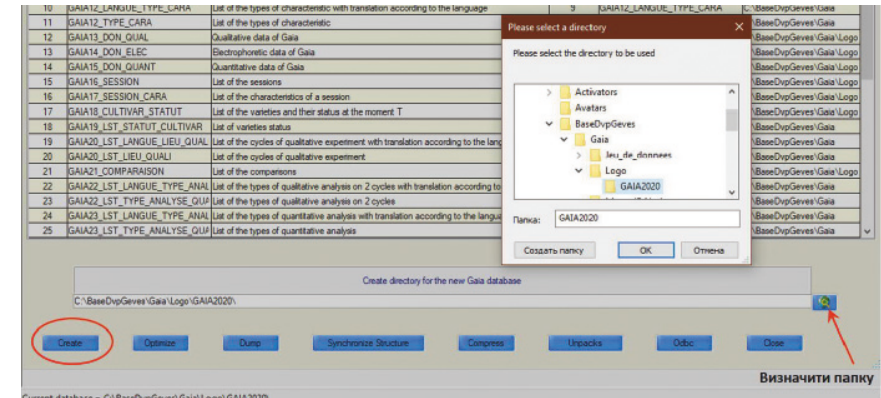 10 GAIA12_LANGUE_TYPE_CARA List of the types of characteristic with translation according to the language 9 GAIA12_LANGUE_TYPE_CARA C:\BaseDvpGeves\Gaia
11 GAIA12_TYPE_CARA List of the types of characteristic \BaseDvpGeves\Gaia\Logo
12 GAIA13_DON_QUAL Qualitative data of Gaia \BaseDvpGeves\Gaia\Logo
13 GAIA14_DON_ELEC Electrophoretic data of Gaia \BaseDvpGeves\Gaia\Logo
14 GAIA15_DON_QUANT Quantitative data of Gaia \BaseDvpGeves\Gaia\Logo
15 GAIA16_SESSION List of the sessions \BaseDvpGeves\Gaia\Logo
16 GAIA17_SESSION_CARA List of the characteristics of a session \BaseDvpGeves\Gaia\Logo
17 GAIA18_CULTIVAR_STATUT List of the varieties and their status at the moment T \BaseDvpGeves\Gaia\Logo
18 GAIA19_LST_STATUT_CULTIVAR List of varieties status \BaseDvpGeves\Gaia
19 GAIA20_LST_LANGUE_LIEU_QUAL List of the cycles of qualitative experiment with translation according to the lang \BaseDvpGeves\Gaia
20 GAIA20_LST_LIEU_QUALI List of the cycles of qualitative experiment \BaseDvpGeves\Gaia
21 GAIA21_COMPARAISON List of the comparisons \BaseDvpGeves\Gaia\Logo
22 GAIA22_LST_LANGUE_TYPE_ANAL List of the types of qualitative analysis on 2 cycles with translation according to \BaseDvpGeves\Gaia
23 GAIA22_LST_TYPE_ANALYSE_QUA List of the types of qualitative analysis on 2 cycles \BaseDvpGeves\Gaia
24 GAIA23_LST_LANGUE_TYPE_ANAL List of the types of quantitative analysis with translation according to the langua \BaseDvpGeves\Gaia
25 GAIA23_LST_TYPE_ANALYSE_QUA List of the types of quantitative analysis \BaseDvpGeves\Gaia
Please select a directory
Please select the directory to be used
Activators
Avatars
BaseDvpGeves
Gaia
Jeu_de_donnees
Logo
GAIA2020
Папка: GAIA2020
Создать папку OK Отмена
Create directory for the new Gaia database
C:\BaseDvpGeves\Gaia\Logo\GAIA2020\
Create Optimize Dump Synchronize Structure Compress Unpacks Odbc Close
Визначити папку
Current database = C:\BaseDvpGeves\Gaia\Logo\GAIA2020\